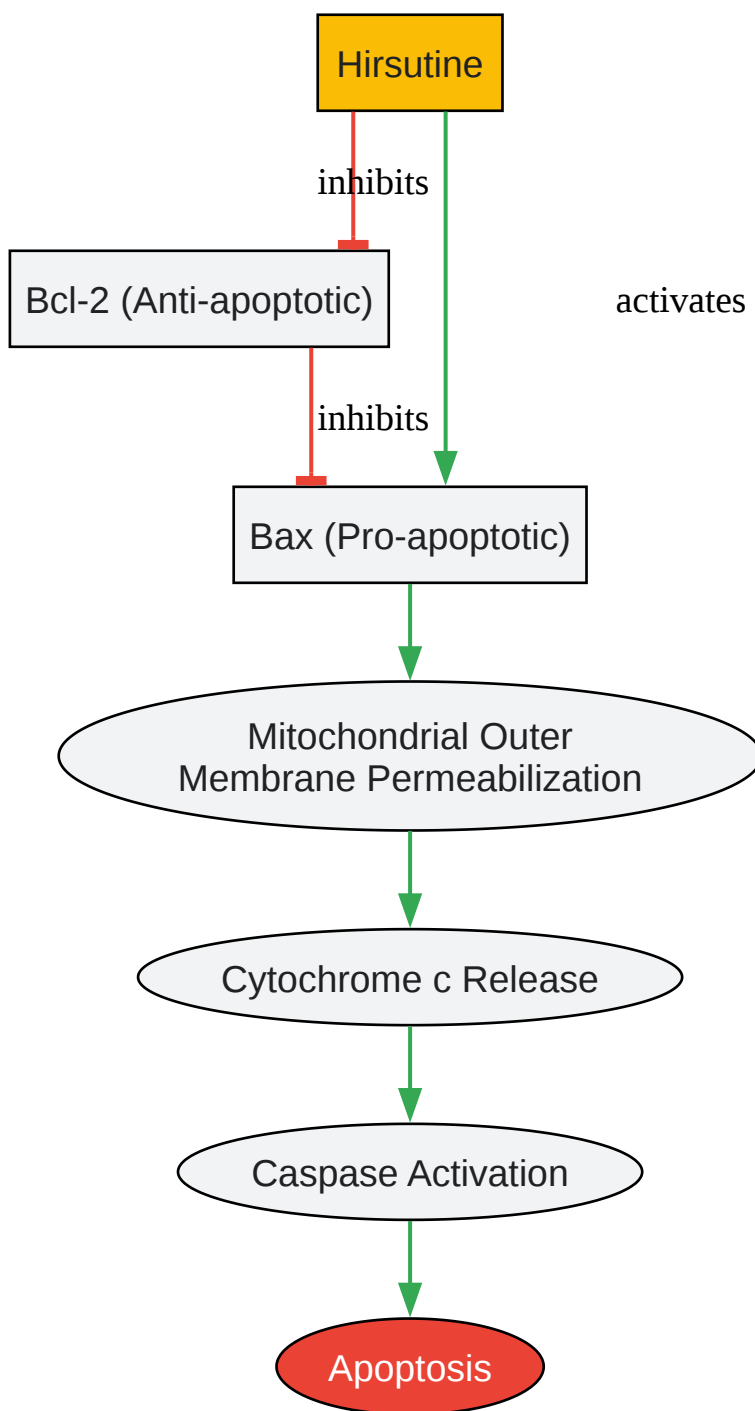 Hirsutine
inhibits
Bcl-2 (Anti-apoptotic)
activates
inhibits
Bax (Pro-apoptotic)
Mitochondrial Outer
Membrane Permeabilization
Cytochrome c Release
Caspase Activation
Apoptosis